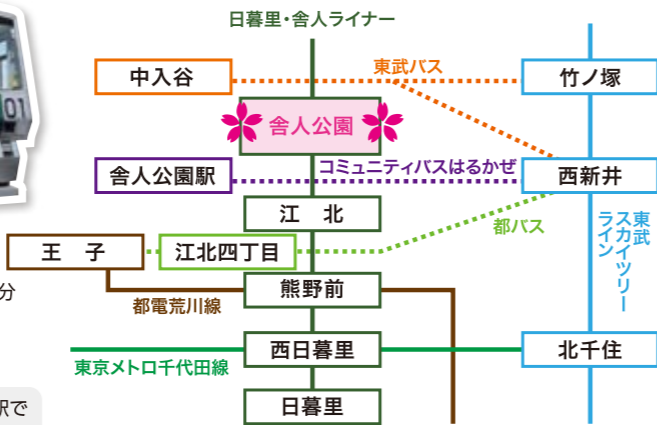 日暮里・舎人ライナー
01
中入谷
東武バス
竹ノ塚
舎人公園
舎人公園駅
コミュニティバスはるかぜ
西新井
江 北
都バス
東武
スカイツリー
ライン
王 子
江北四丁目
分
都電荒川線
熊野前
西日暮里
北千住
東京メトロ千代田線
日暮里
駅で